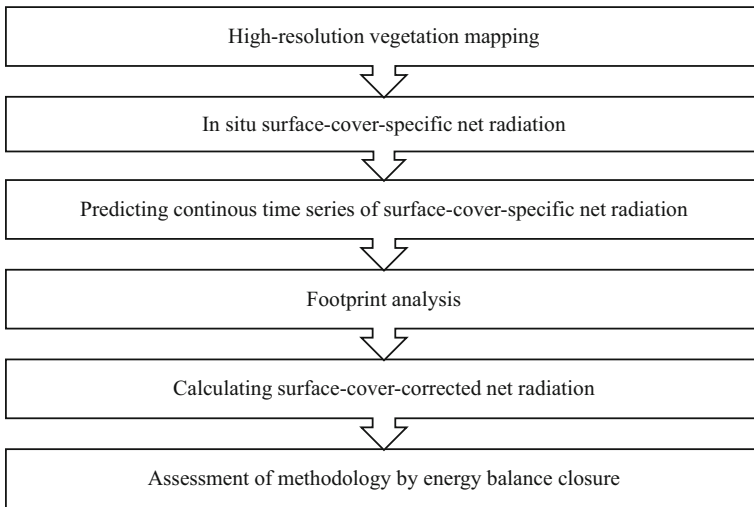 High-resolution vegetation mapping
In situ surface-cover-specific net radiation
Predicting continous time series of surface-cover-specific net radiation
Footprint analysis
Calculating surface-cover-corrected net radiation
Assessment of methodology by energy balance closure